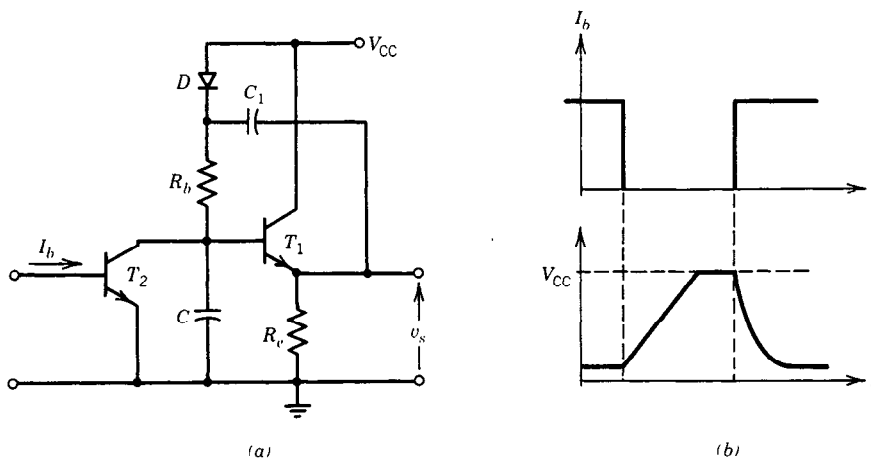 V_CC
D
C_1
R_b
I_b
T_1
T_2
C
R_e
v_s
(a)
I_b
V_CC
(b)